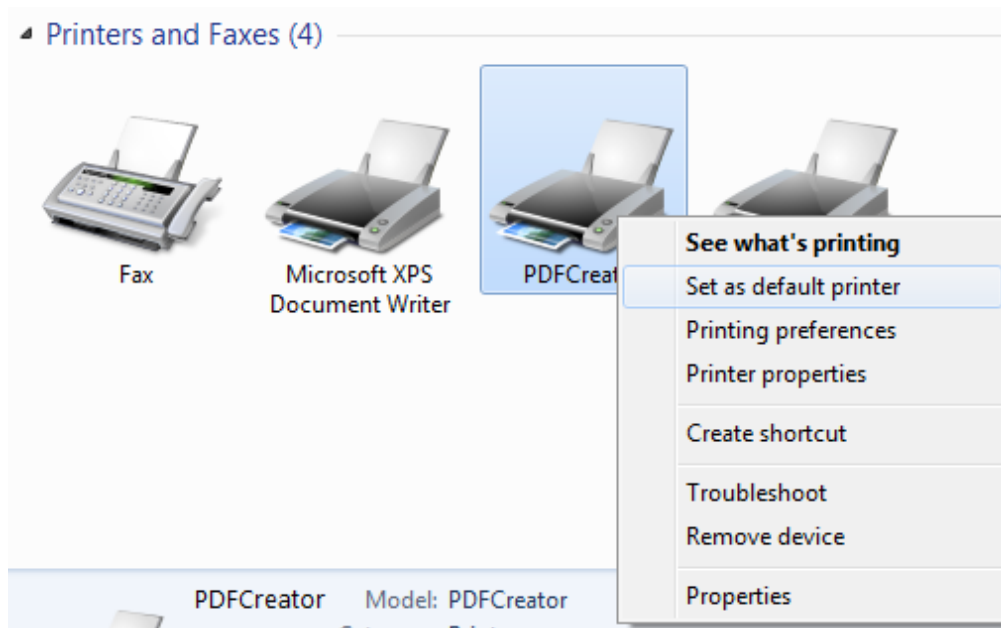 Printers and Faxes (4)
Fax
Microsoft XPS
Document Writer
PDFCreat
See what's printing
Set as default printer
Printing preferences
Printer properties
Create shortcut
Troubleshoot
Remove device
Properties
PDFCreator Model: PDFCreator